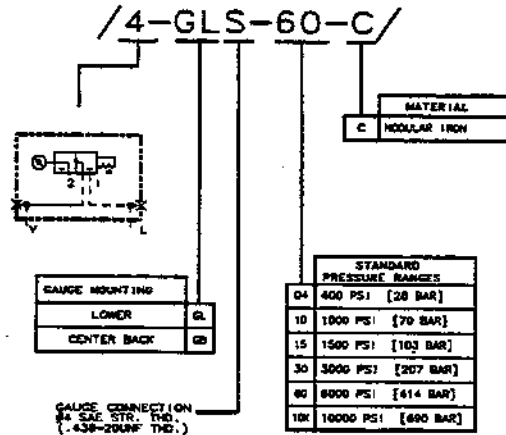 /4-GLS-60-C/
MATERIAL
C NODULAR IRON
2 1
V L
GAUGE MOUNTING
LOWER GL
CENTER BACK GB
STANDARD
PRESSURE RANGES
04 400 PSI [28 BAR]
10 1000 PSI [70 BAR]
15 1500 PSI [103 BAR]
30 3000 PSI [207 BAR]
60 6000 PSI [414 BAR]
10K 10000 PSI [690 BAR]
GAUGE CONNECTION
#4 SAE STR. THD.
(.438-20UNF THD.)